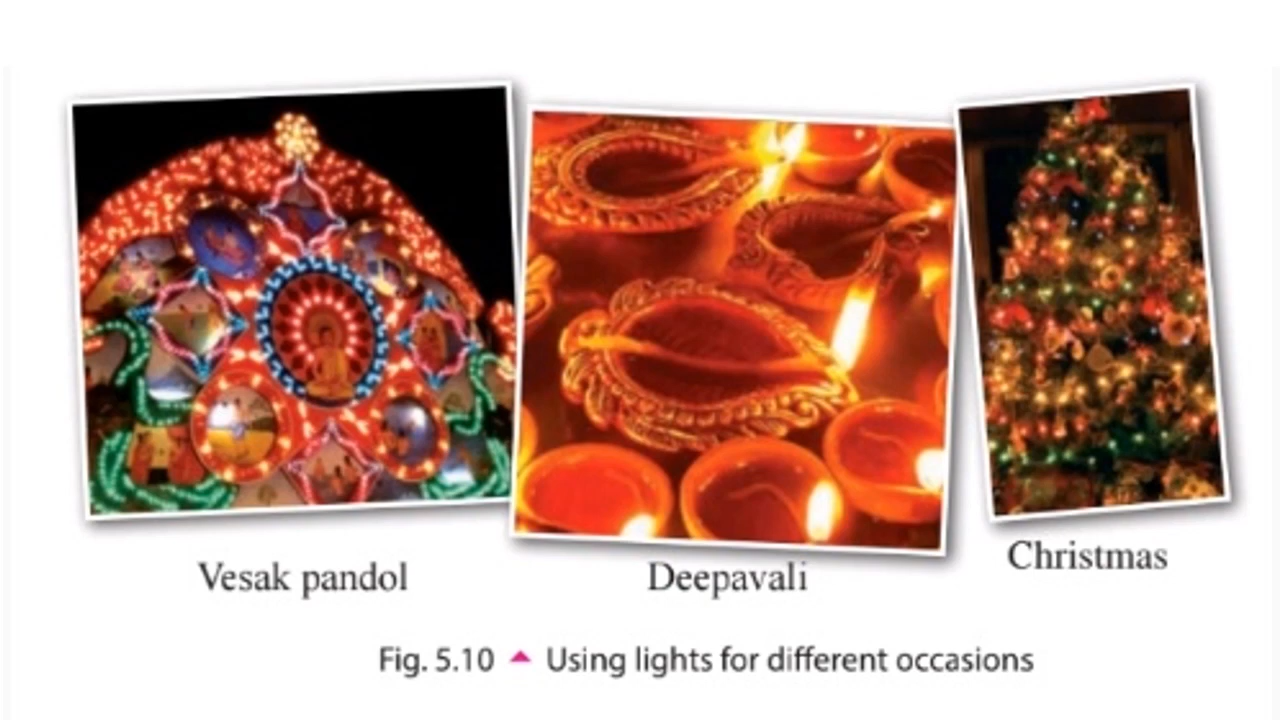 Vesak pandol
Deepavali
Christmas
Fig. 5.10 ▲ Using lights for different occasions